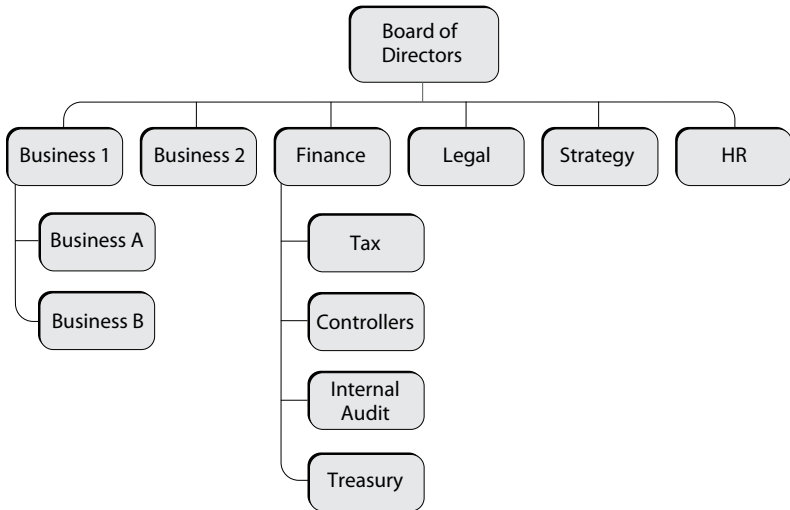 Board of
Directors
Business 1
Business 2
Finance
Legal
Strategy
HR
Business A
Business B
Tax
Controllers
Internal
Audit
Treasury